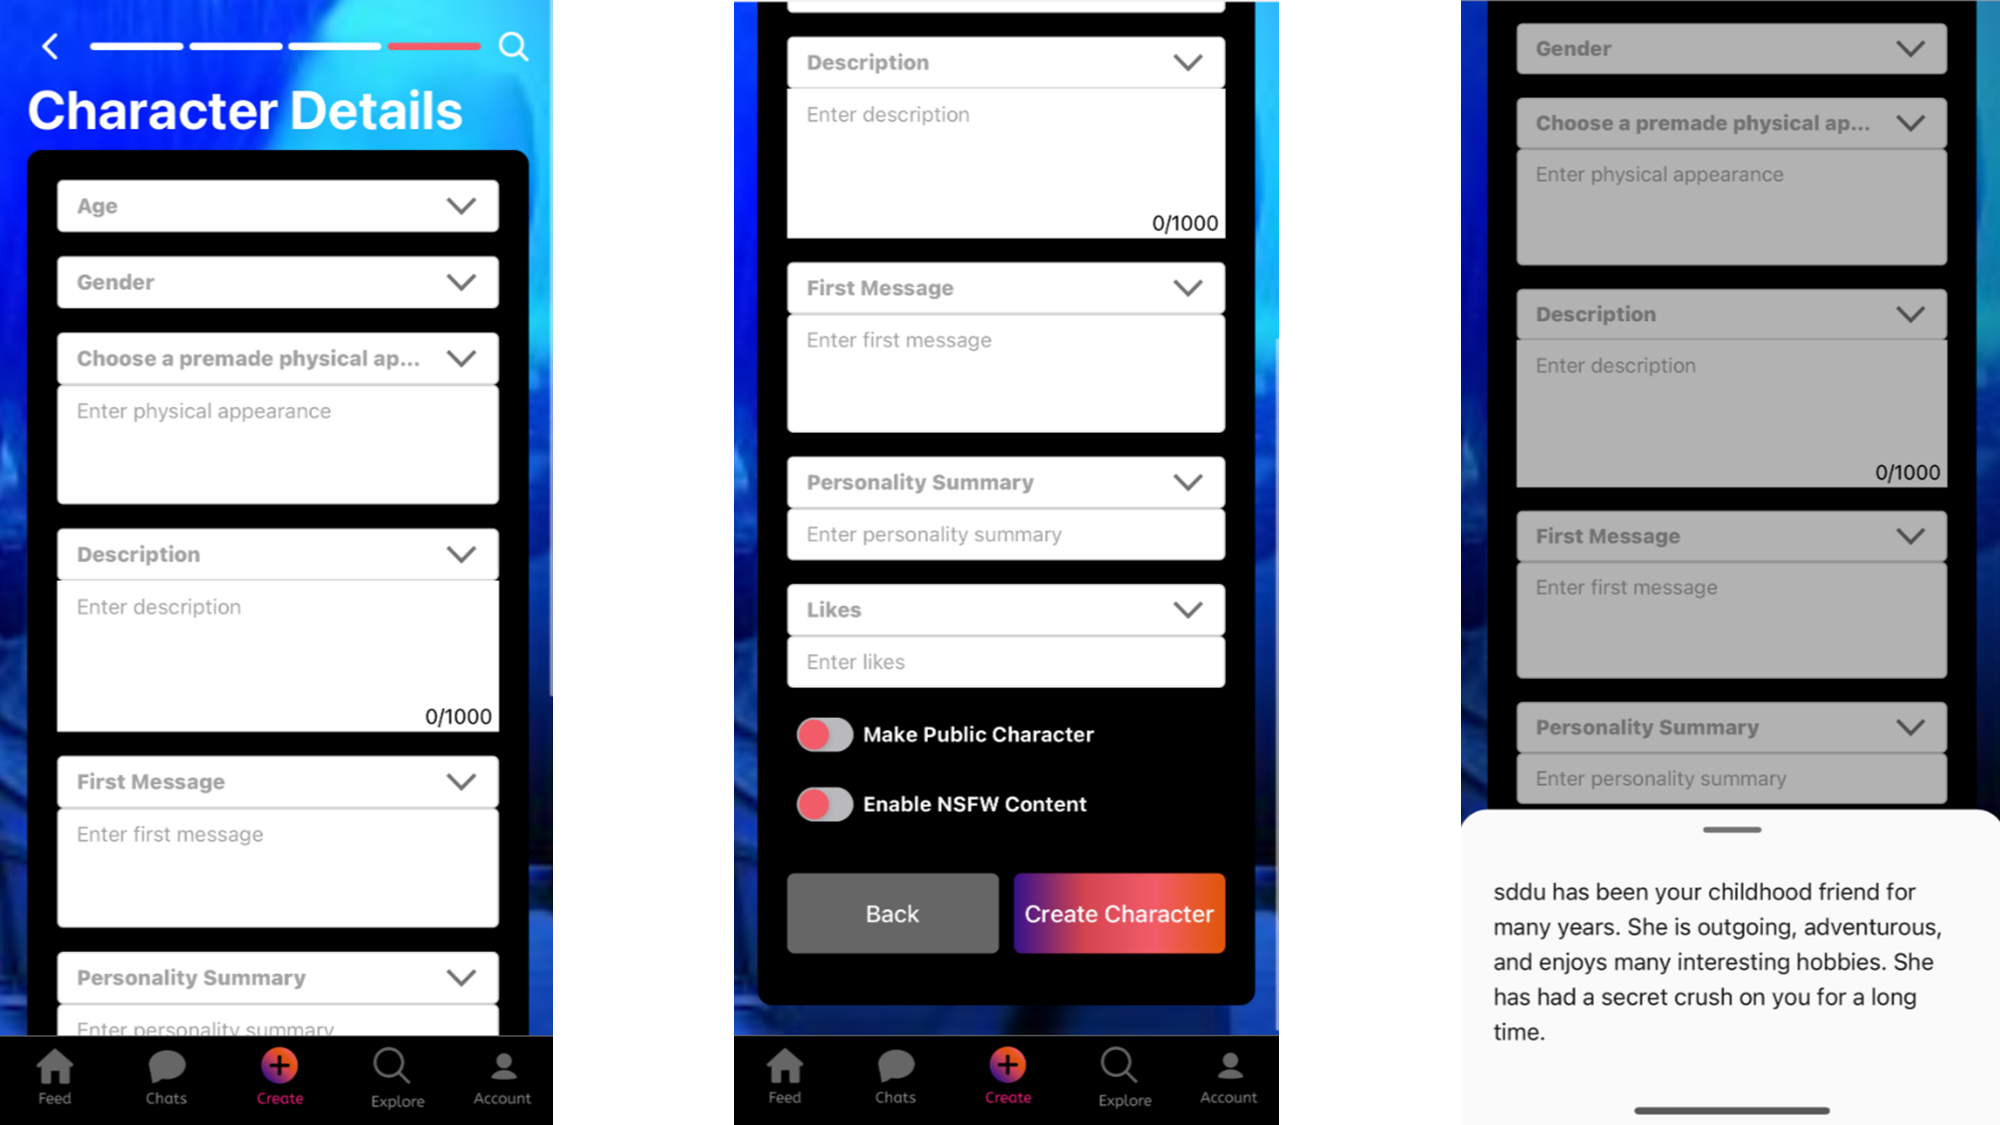 Character Details
Age
Gender
Choose a premade physical ap...
Enter physical appearance
Description
Enter description
0/1000
First Message
Enter first message
Personality Summary
Enter personality summary
Feed
Chats
Create
Explore
Account
Description
Enter description
0/1000
First Message
Enter first message
Personality Summary
Enter personality summary
Likes
Enter likes
Make Public Character
Enable NSFW Content
Back
Create Character
Feed
Chats
Create
Explore
Account
Gender
Choose a premade physical ap...
Enter physical appearance
Description
Enter description
0/1000
First Message
Enter first message
Personality Summary
Enter personality summary
sddu has been your childhood friend for
many years. She is outgoing, adventurous,
and enjoys many interesting hobbies. She
has had a secret crush on you for a long
time.